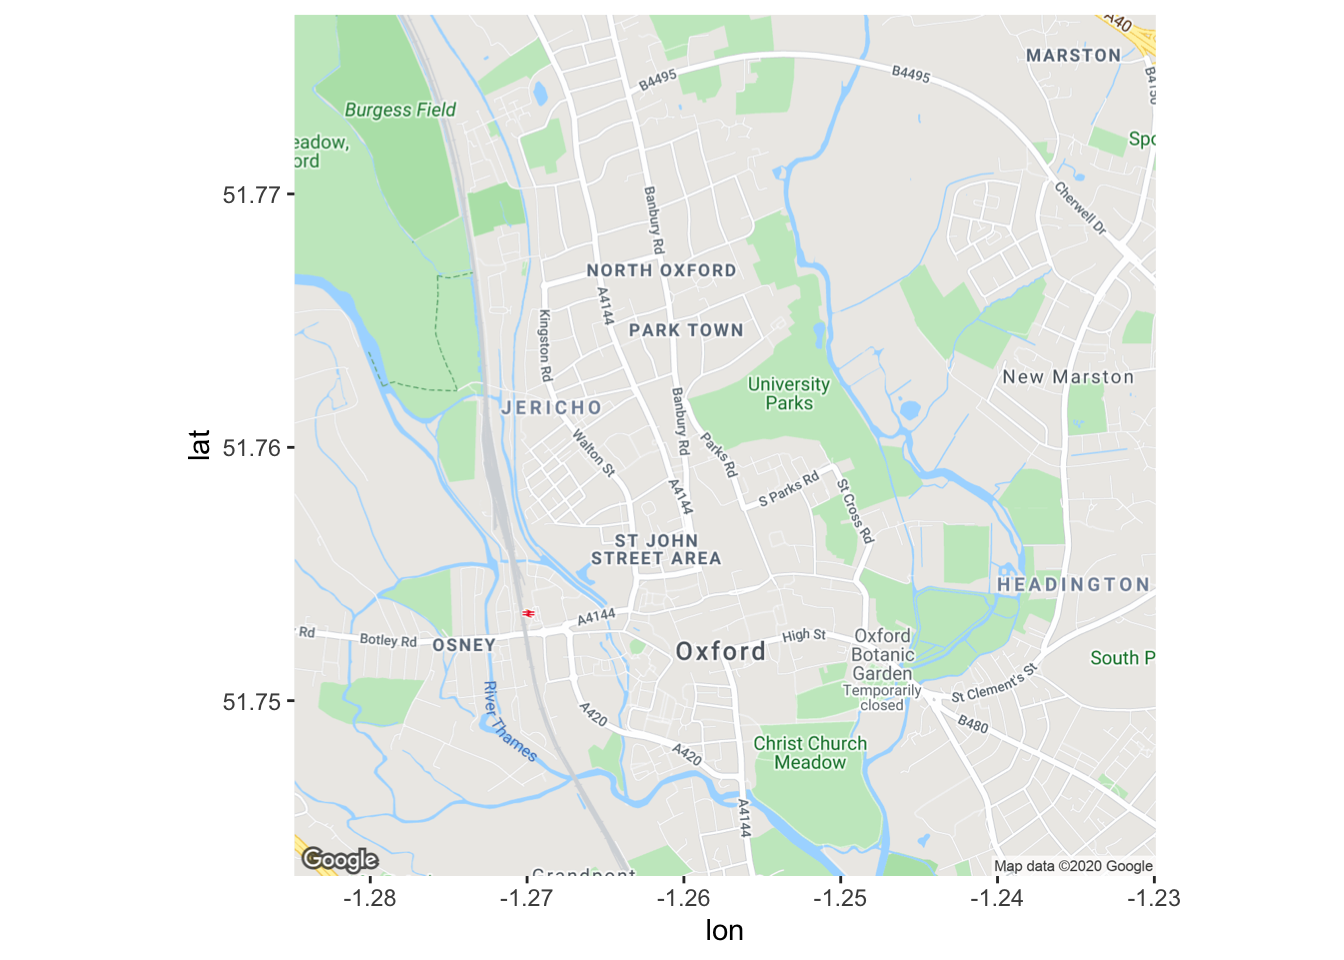 A40
MARSTON
B4495
B4495
B4150
Burgess Field
eadow,
ord
Spo
51.77
Cherwell Dr
Banbury Rd
NORTH OXFORD
A4144
Kingston Rd
PARK TOWN
New Marston
University
Parks
JERICHO
Banbury Rd
lat
51.76
Walton St
Parks Rd
S Parks Rd
A4144
St Cross Rd
ST JOHN
STREET AREA
HEADINGTON
A4144
Rd
Botley Rd
OSNEY
Oxford
High St
Oxford
Botanic
Garden
Temporarily
closed
South P
St Clement's St
51.75
River Thames
A420
A420
B480
Christ Church
Meadow
A4144
Google
Grandpont
Map data ©2020 Google
-1.28
-1.27
-1.26
-1.25
-1.24
-1.23
lon